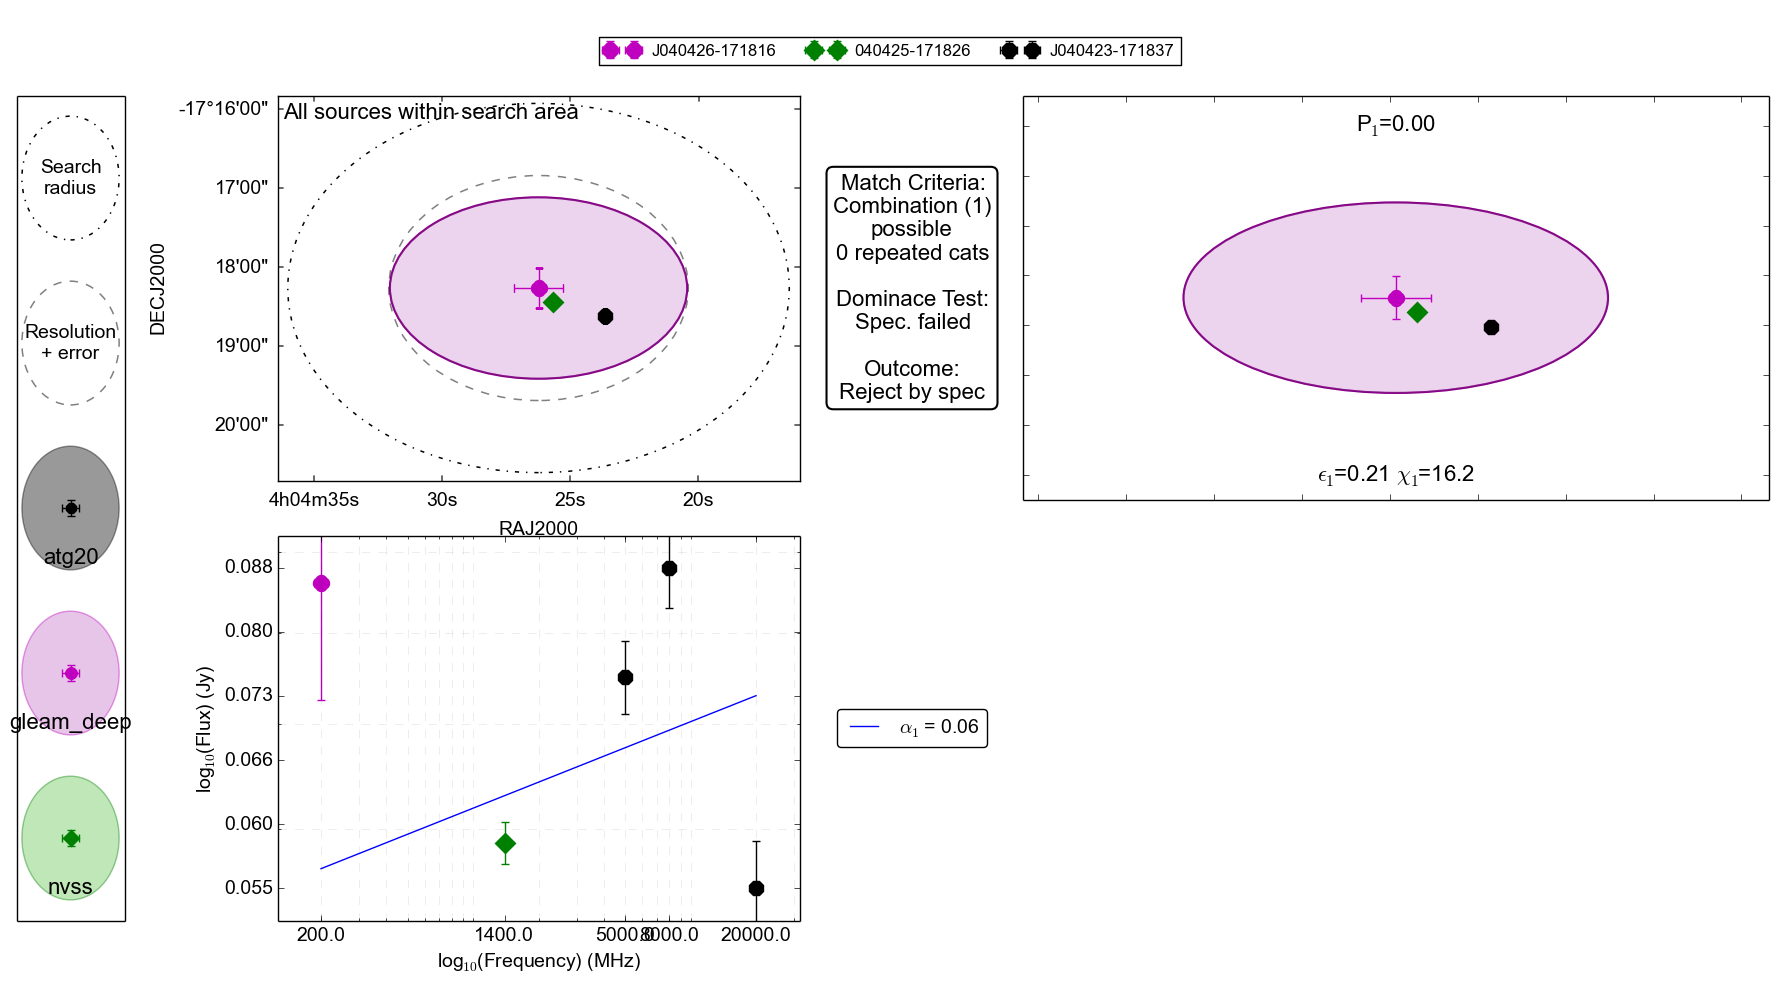 J040426-171816 040425-171826 J040423-171837
Search
radius
Resolution
+ error
atg20
gleam_deep
nvss
All sources within search area
-17°16'00"
17'00"
18'00"
19'00"
20'00"
DECJ2000
4h04m35s 30s 25s 20s
RAJ2000
Match Criteria:
Combination (1)
possible
0 repeated cats
Dominace Test:
Spec. failed
Outcome:
Reject by spec
P1=0.00
ϵ1=0.21 χ1=16.2
0.088
0.080
0.073
0.066
0.060
0.055
log10(Flux) (Jy)
200.0 1400.0 5000.0 8000.0 20000.0
log10(Frequency) (MHz)
α1 = 0.06